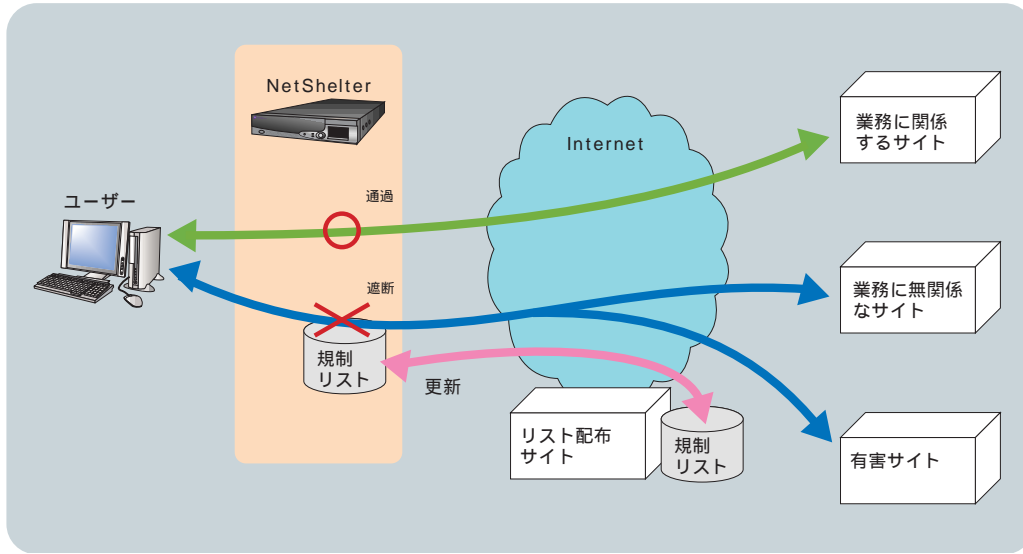 NetShelter
Internet
業務に関係
するサイト
通過
ユーザー
遮断
業務に無関係
なサイト
規制
リスト
更新
リスト配布
サイト
規制
リスト
有害サイト